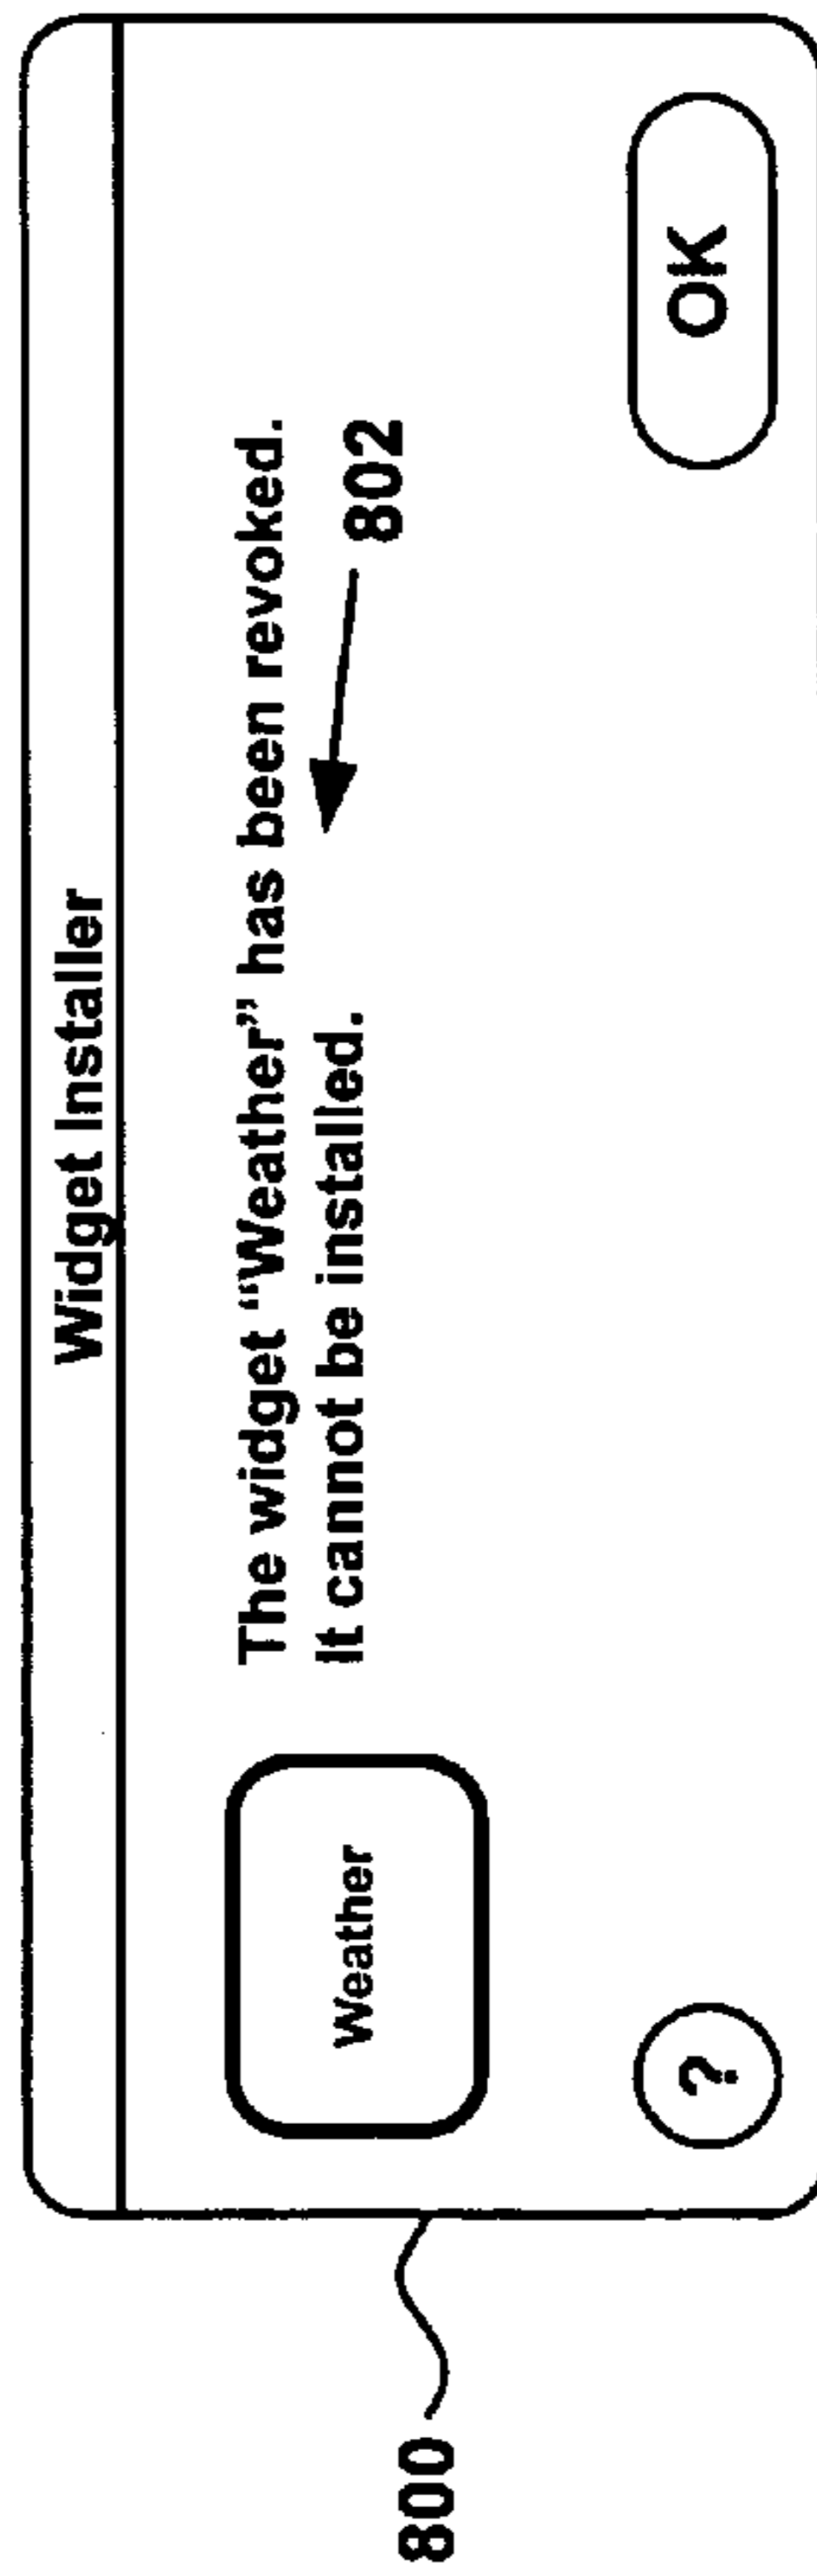 Widget Installer
The widget “Weather” has been revoked.
It cannot be installed.
802
Weather
?
OK
800